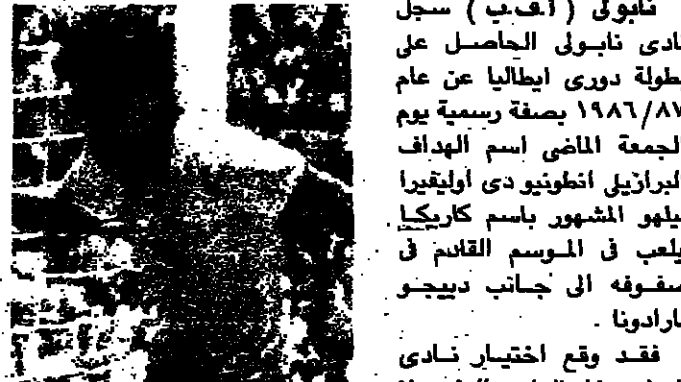 نابولى ( أ.ف.ب ) سجل
نادى نابولى الحاصل على
بطولة دورى ايطاليا عن عام
١٩٨٦/٨٧ بصفة رسمية يوم
الجمعة الماضى اسم الهداف
البرازيلى انطونيو دى اوليڤيرا
فيلهو المشهور باسم كاريكا
يلعب فى الموسم القادم فى
صفوفه الى جانب دييجو
مارادونا .
فقد وقع اختيار نادى